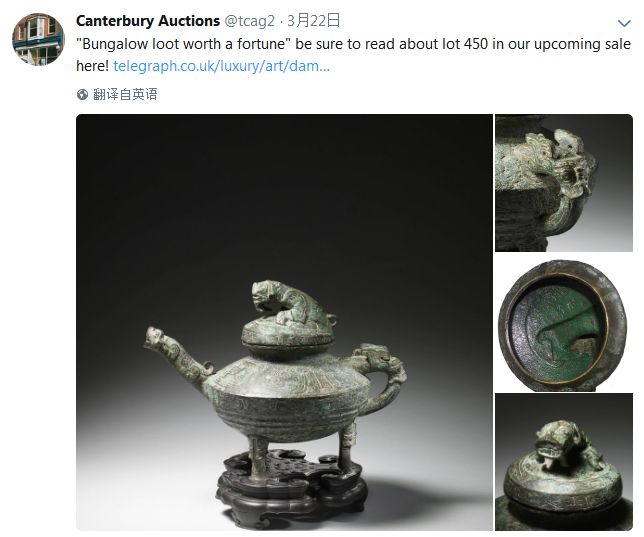 Canterbury Auctions @tcag2 · 3月22日
"Bungalow loot worth a fortune" be sure to read about lot 450 in our upcoming sale
here! telegraph.co.uk/luxury/art/dam...
翻译自英语